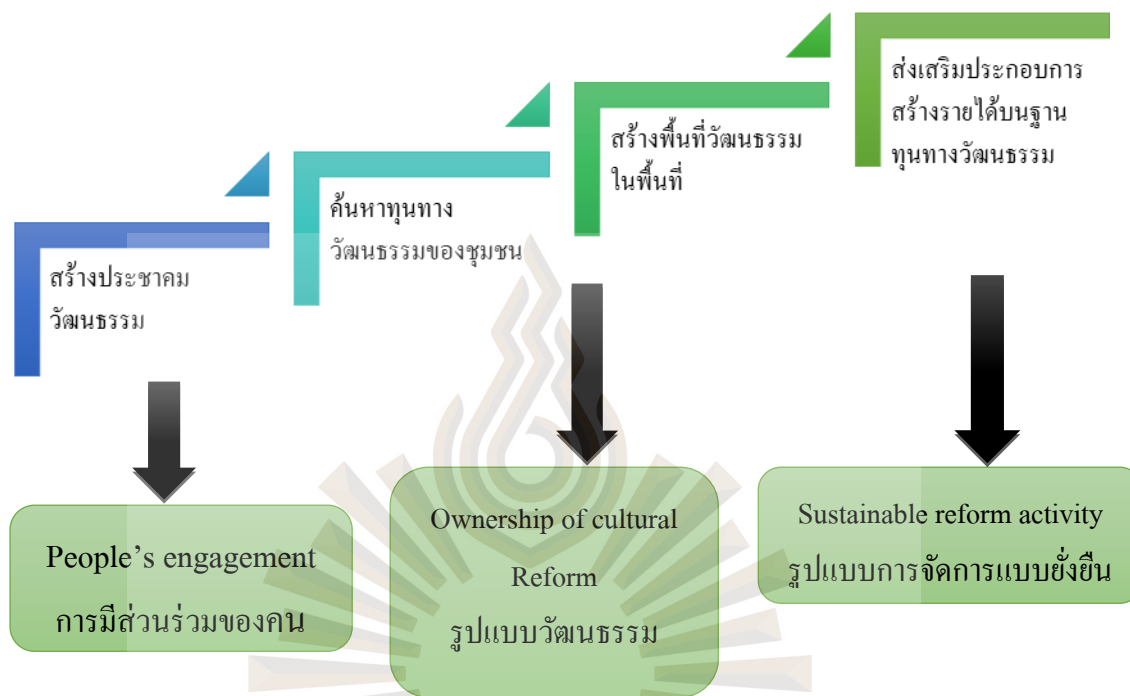 สร้างประชาคม
วัฒนธรรม
ค้นหาทุนทาง
วัฒนธรรมของชุมชน
สร้างพื้นที่วัฒนธรรม
ในพื้นที่
ส่งเสริมประกอบการ
สร้างรายได้บนฐาน
ทุนทางวัฒนธรรม
People’s engagement
การมีส่วนร่วมของคน
Ownership of cultural
Reform
รูปแบบวัฒนธรรม
Sustainable reform activity
รูปแบบการจัดการแบบยั่งยืน